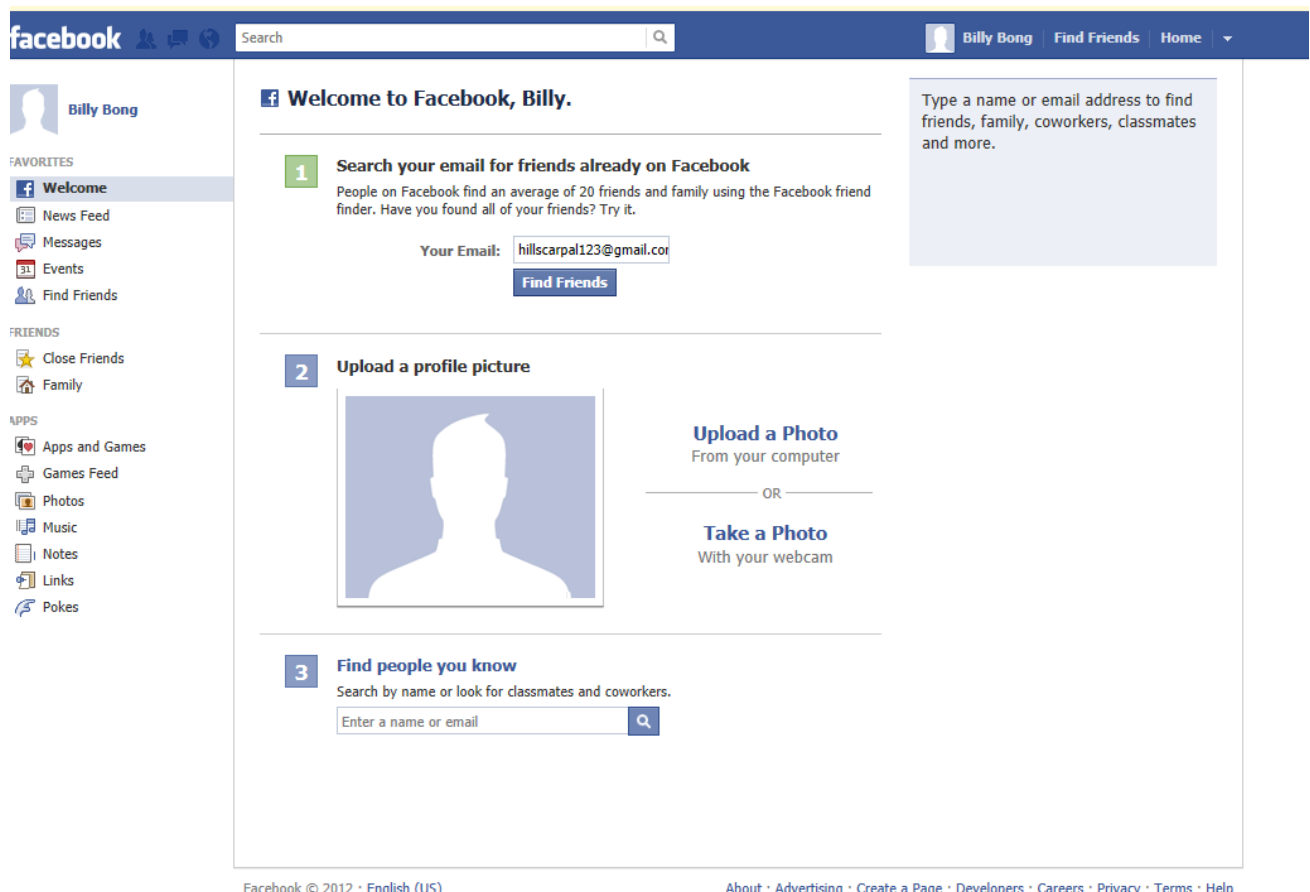 facebook
Search
Billy Bong
Find Friends
Home
Billy Bong
FAVORITES
Welcome
News Feed
Messages
31
Events
Find Friends
FRIENDS
Close Friends
Family
APPS
Apps and Games
Games Feed
Photos
Music
Notes
Links
Pokes
Welcome to Facebook, Billy.
1
Search your email for friends already on Facebook
People on Facebook find an average of 20 friends and family using the Facebook friend
finder. Have you found all of your friends? Try it.
Your Email: hillscarpal123@gmail.com
Find Friends
2
Upload a profile picture
Upload a Photo
From your computer
OR
Take a Photo
With your webcam
3
Find people you know
Search by name or look for classmates and coworkers.
Enter a name or email
Type a name or email address to find
friends, family, coworkers, classmates
and more.
Facebook © 2012 · English (US)
About · Advertising · Create a Page · Developers · Careers · Privacy · Terms · Help